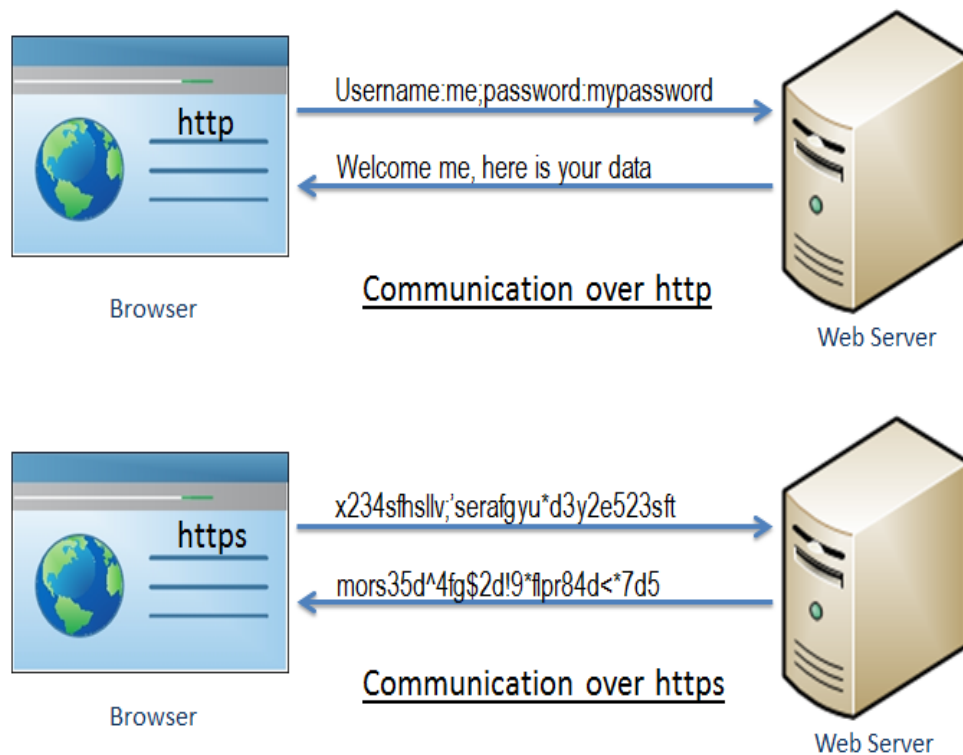 http
Username:me;password:mypassword
Welcome me, here is your data
Communication over http
Browser
Web Server
https
x234sfhsllv;’serafgyu*d3y2e523sft
mors35d^4fg$2d!9*flpr84d<*7d5
Communication over https
Browser
Web Server